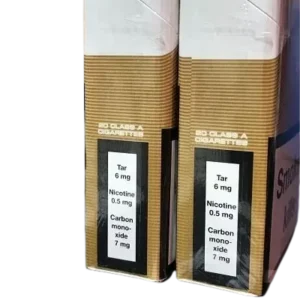 20 CLASS A
CIGARETTES
Tar
6 mg
Nicotine
0.5 mg
Carbon
mono-
xide
7 mg
20 CLASS A
CIGARETTES
Tar
6 mg
Nicotine
0.5 mg
Carbon
mono-
xide
7 mg